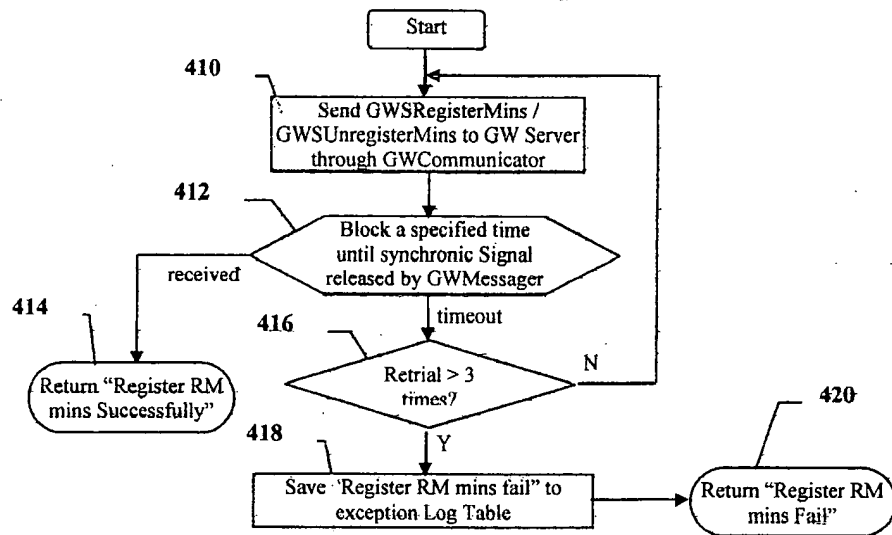 Start
410
Send GWSRegisterMins /
GWSUnregisterMins to GW Server
through GWCommunicator
412
Block a specified time
until synchronic Signal
released by GWMessager
received
timeout
414
Return “Register RM
mins Successfully”
416
Retrial > 3
times?
N
Y
418
Save “Register RM mins fail” to
exception Log Table
420
Return “Register RM
mins Fail”